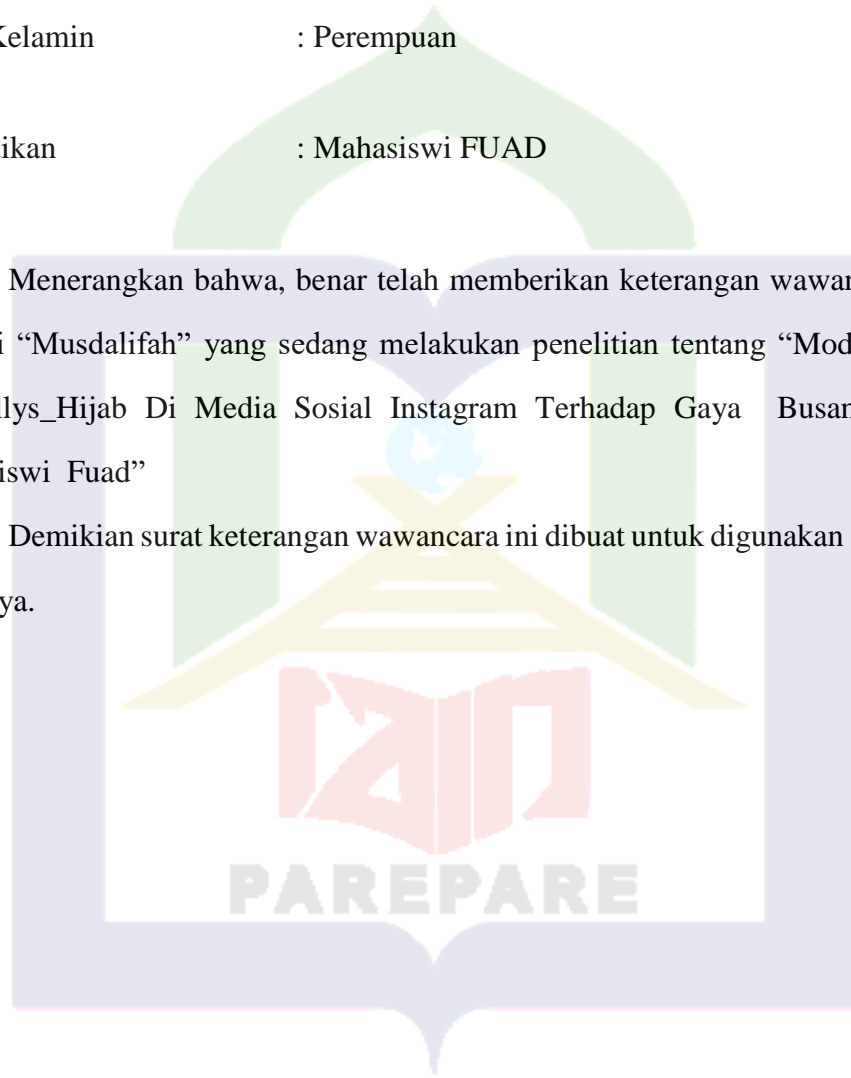 Kelamin : Perempuan
ikan : Mahasiswi FUAD
Menerangkan bahwa, benar telah memberikan keterangan wawan
i “Musdalifah” yang sedang melakukan penelitian tentang “Mod
llys_Hijab Di Media Sosial Instagram Terhadap Gaya Busan
iswi Fuad”
Demikian surat keterangan wawancara ini dibuat untuk digunakan
ya.
iain
PAREPARE